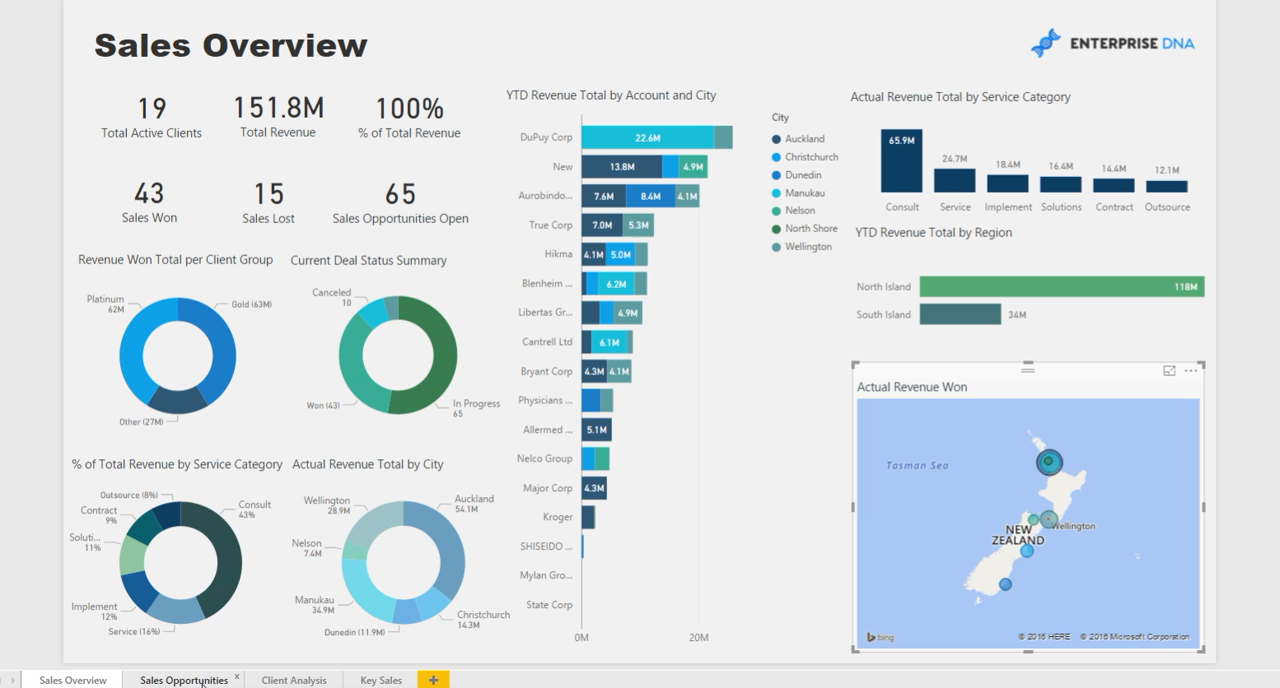 Sales Overview
ENTERPRISE DNA
19
Total Active Clients
151.8M
Total Revenue
100%
% of Total Revenue
43
Sales Won
15
Sales Lost
65
Sales Opportunities Open
Revenue Won Total per Client Group
Platinum
62M
Gold (63M)
Other (27M)
Current Deal Status Summary
Canceled
10
Won (43)
In Progress
65
% of Total Revenue by Service Category
Outsource (8%)
Contract
9%
Soluti...
11%
Implement
12%
Service (16%)
Consult
43%
Actual Revenue Total by City
Wellington
28.9M
Nelson
7.4M
Manukau
34.9M
Dunedin (11.9M)
Christchurch
14.3M
Auckland
54.1M
YTD Revenue Total by Account and City
DuPuy Corp 22.6M
New 13.8M 4.9M
Aurobindo... 7.6M 8.4M 4.1M
True Corp 7.0M 5.3M
Hikma 4.1M 5.0M
Blenheim ... 6.2M
Libertas Gr... 4.9M
Cantrell Ltd 6.1M
Bryant Corp 4.3M 4.1M
Physicians ...
Allermed ... 5.1M
Nelco Group
Major Corp 4.3M
Kroger
SHISEIDO ...
Mylan Gro...
State Corp
0M 20M
City
Auckland
Christchurch
Dunedin
Manukau
Nelson
North Shore
Wellington
Actual Revenue Total by Service Category
65.9M 24.7M 18.4M 16.4M 14.4M 12.1M
Consult Service Implement Solutions Contract Outsource
YTD Revenue Total by Region
North Island 118M
South Island 34M
Actual Revenue Won
Tasman Sea
NEW
ZEALAND
Wellington
bing
© 2016 HERE © 2016 Microsoft Corporation
Sales Overview
Sales Opportunities x
Client Analysis
Key Sales
+